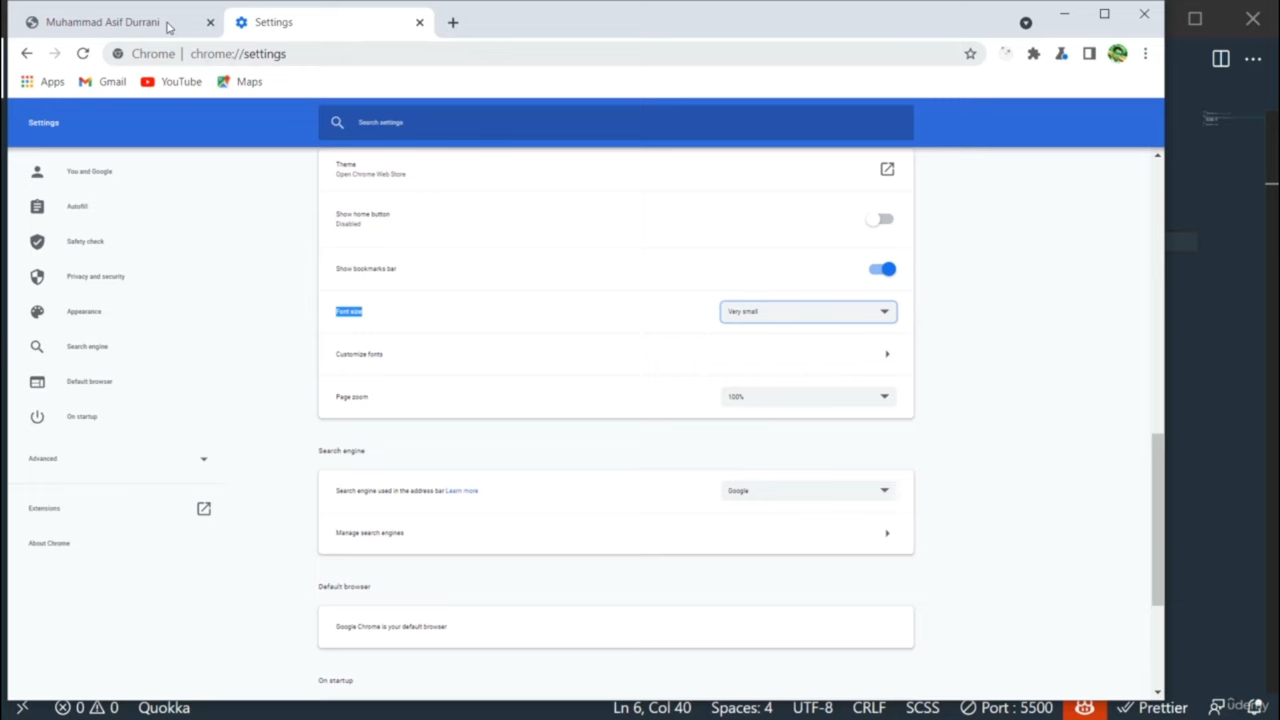 Muhammad Asif Durrani
Settings
Chrome
chrome://settings
Apps
Gmail
YouTube
Maps
Settings
Search settings
You and Google
Autofill
Safety check
Privacy and security
Appearance
Search engine
Default browser
On startup
Advanced
Extensions
About Chrome
Theme
Open Chrome Web Store
Show home button
Disabled
Show bookmarks bar
Font size
Very small
Customize fonts
Page zoom
100%
Search engine
Search engine used in the address bar Learn more
Google
Manage search engines
Default browser
Google Chrome is your default browser
On startup
0 0 Quokka Ln 6, Col 40 Spaces: 4 UTF-8 CRLF SCSS Port : 5500 Prettier
udemy